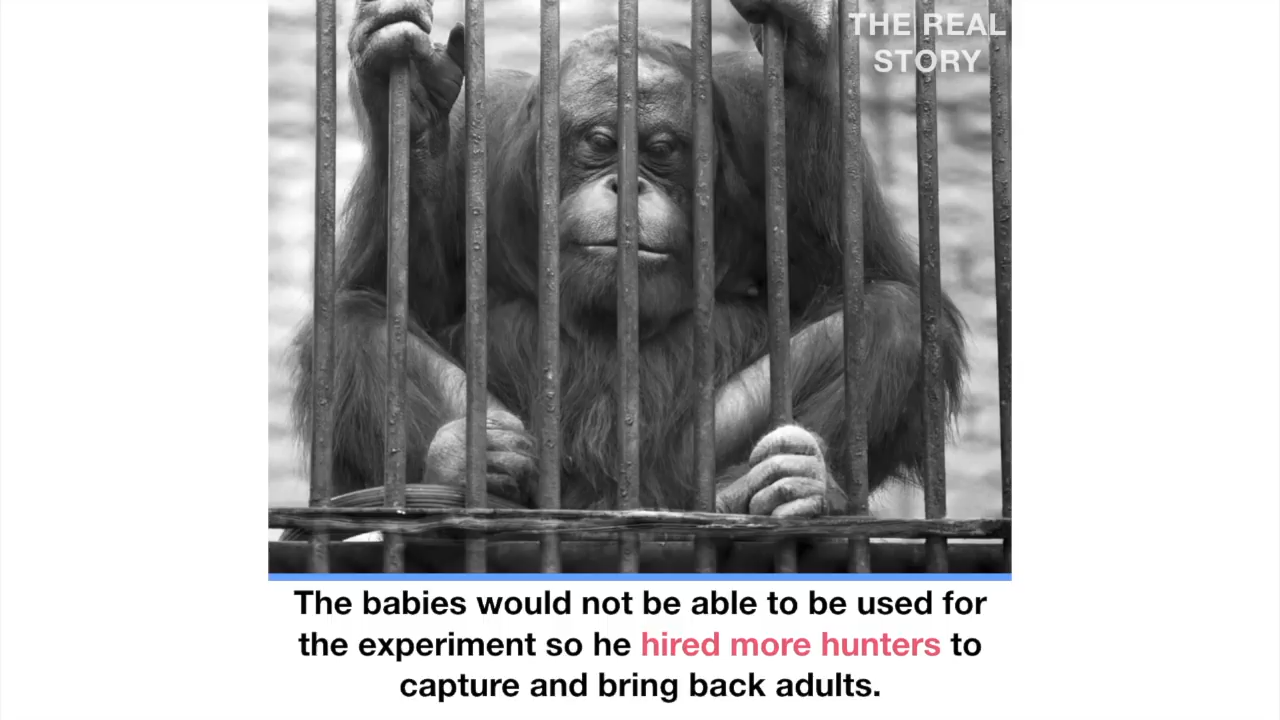 THE REAL
STORY
The babies would not be able to be used for
the experiment so he hired more hunters to
capture and bring back adults.